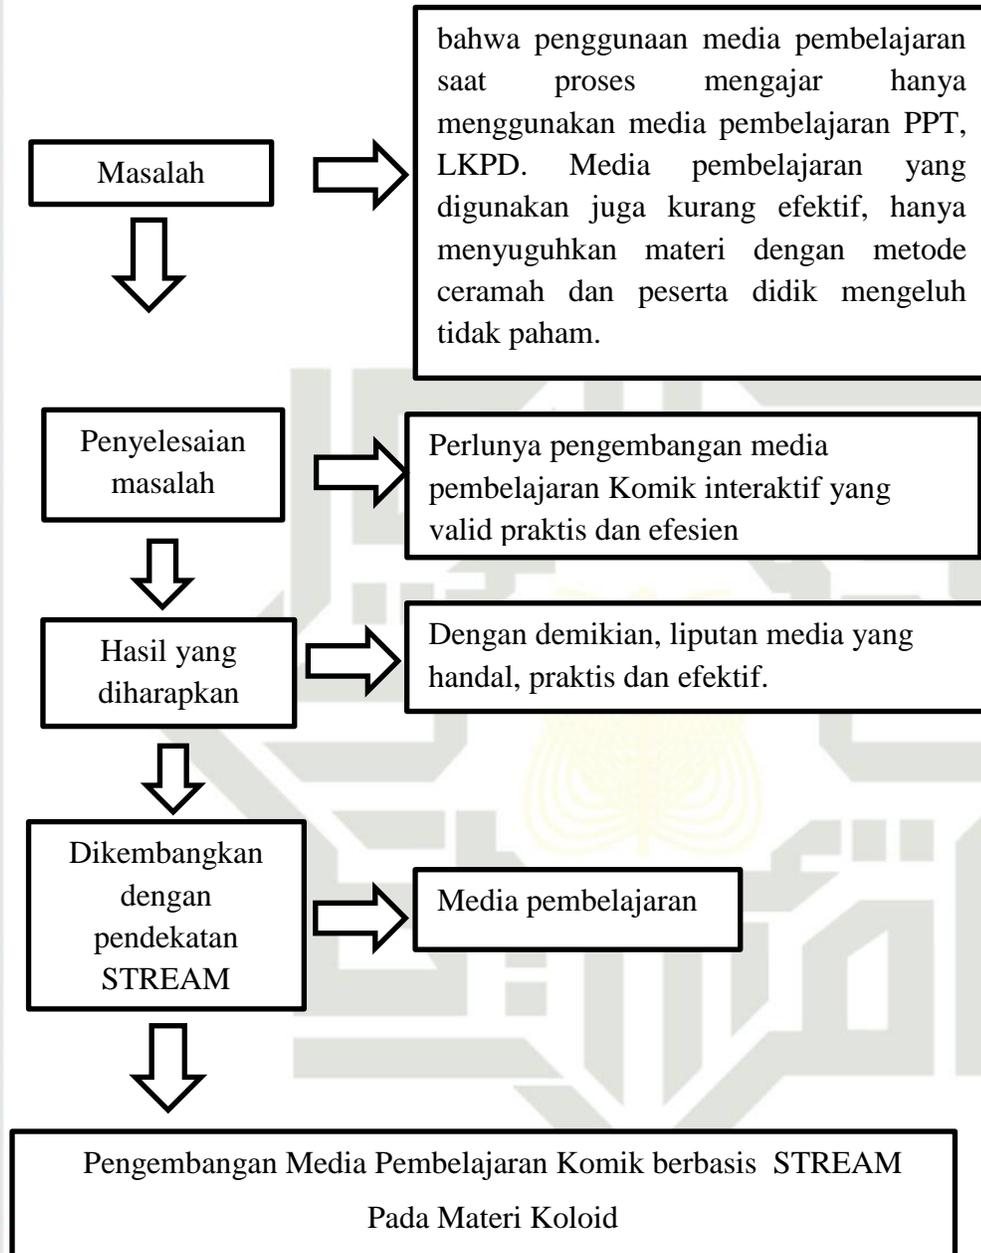 bahwa penggunaan media pembelajaran
saat proses mengajar hanya
menggunakan media pembelajaran PPT,
LKPD. Media pembelajaran yang
digunakan juga kurang efektif, hanya
menyuguhkan materi dengan metode
ceramah dan peserta didik mengeluh
tidak paham.
Masalah
Penyelesaian
masalah
Perlunya pengembangan media
pembelajaran Komik interaktif yang
valid praktis dan efesien
Hasil yang
diharapkan
Dengan demikian, liputan media yang
handal, praktis dan efektif.
Dikembangkan
dengan
pendekatan
STREAM
Media pembelajaran
Pengembangan Media Pembelajaran Komik berbasis STREAM
Pada Materi Koloid